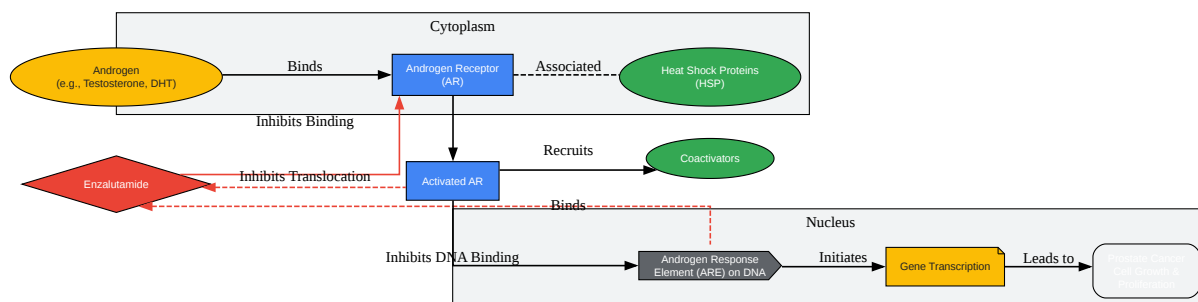 Cytoplasm
Androgen
(e.g., Testosterone, DHT)
Binds
Androgen Receptor
(AR)
Associated
Heat Shock Proteins
(HSP)
Inhibits Binding
Recruits
Coactivators
Enzalutamide
Inhibits Translocation
Activated AR
Binds
Nucleus
Inhibits DNA Binding
Androgen Response
Element (ARE) on DNA
Initiates
Gene Transcription
Leads to
Prostate Cancer
Cell Growth &
Proliferation